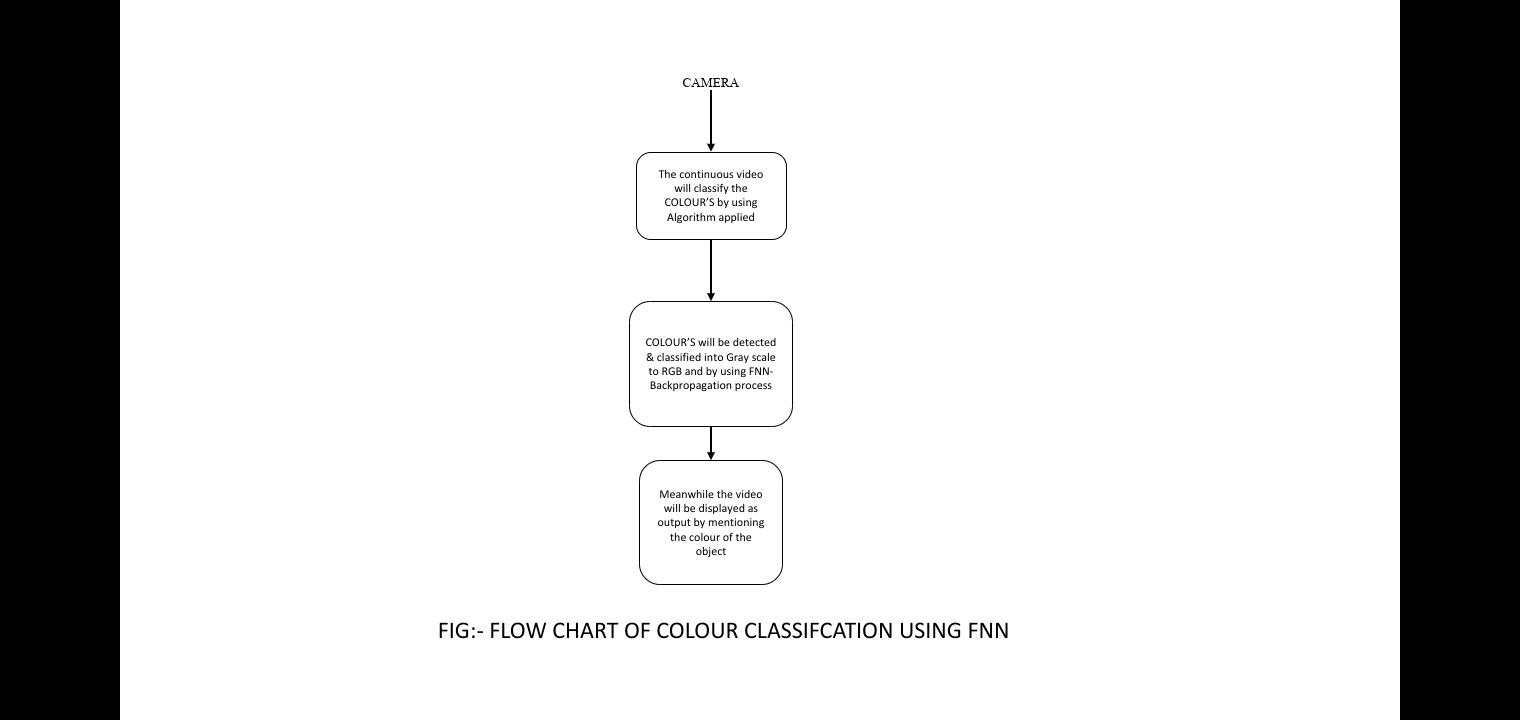 CAMERA
The continuous video
will classify the
COLOUR’S by using
Algorithm applied
COLOUR’S will be detected
& classified into Gray scale
to RGB and by using FNN-
Backpropagation process
Meanwhile the video
will be displayed as
output by mentioning
the colour of the
object
FIG:- FLOW CHART OF COLOUR CLASSIFCATION USING FNN